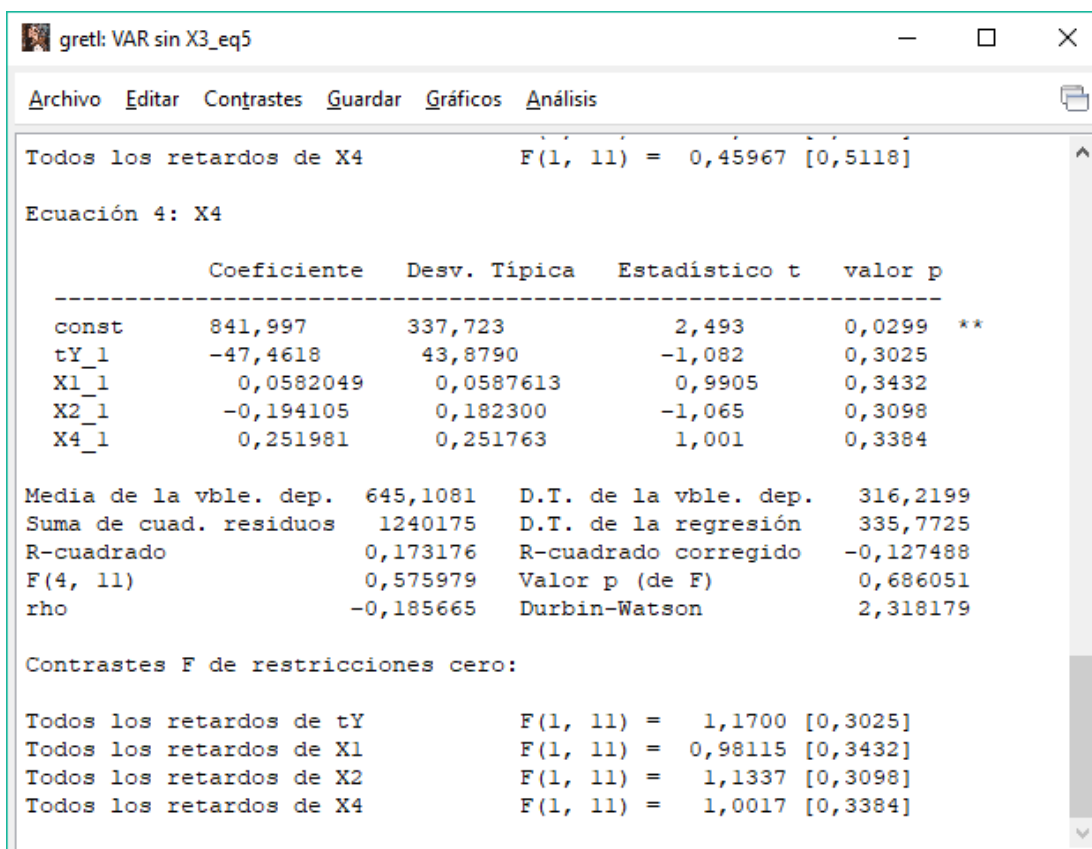 gretl: VAR sin X3_eq5
Archivo Editar Contrastes Guardar Gráficos Análisis
Todos los retardos de X4 F(1, 11) = 0,45967 [0,5118]
Ecuación 4: X4
Coeficiente Desv. Típica Estadístico t valor p
----------------------------------------------------------------
const 841,997 337,723 2,493 0,0299 **
tY_1 −47,4618 43,8790 −1,082 0,3025
X1_1 0,0582049 0,0587613 0,9905 0,3432
X2_1 −0,194105 0,182300 −1,065 0,3098
X4_1 0,251981 0,251763 1,001 0,3384
Media de la vble. dep. 645,1081 D.T. de la vble. dep. 316,2199
Suma de cuad. residuos 1240175 D.T. de la regresión 335,7725
R-cuadrado 0,173176 R-cuadrado corregido −0,127488
F(4, 11) 0,575979 Valor p (de F) 0,686051
rho −0,185665 Durbin-Watson 2,318179
Contrastes F de restricciones cero:
Todos los retardos de tY F(1, 11) = 1,1700 [0,3025]
Todos los retardos de X1 F(1, 11) = 0,98115 [0,3432]
Todos los retardos de X2 F(1, 11) = 1,1337 [0,3098]
Todos los retardos de X4 F(1, 11) = 1,0017 [0,3384]